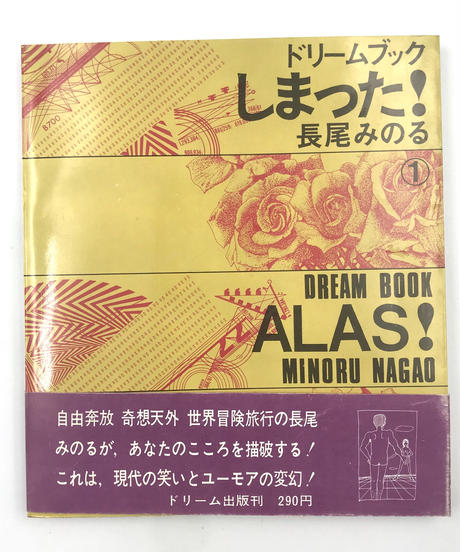 ドリームブック
しまった!
長尾みのる
①
DREAM BOOK
ALAS!
MINORU NAGAO
自由奔放 奇想天外 世界冒険旅行の長尾
みのるが,あなたのこころを描破する!
これは,現代の笑いとユーモアの変幻!
ドリーム出版刊 290円
8700